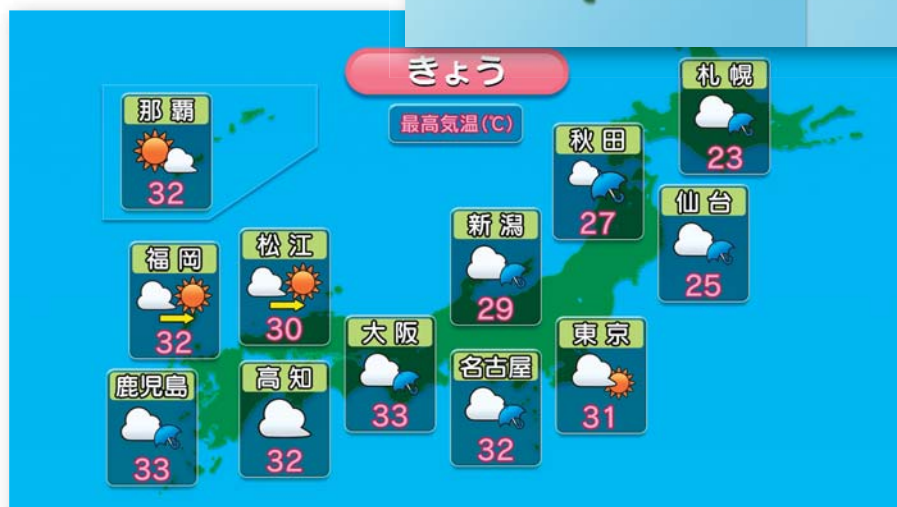 きょう
最高気温(℃)
那覇
32
札幌
23
秋田
27
仙台
25
新潟
29
福岡
32
松江
30
大阪
33
名古屋
32
東京
31
鹿児島
33
高知
32